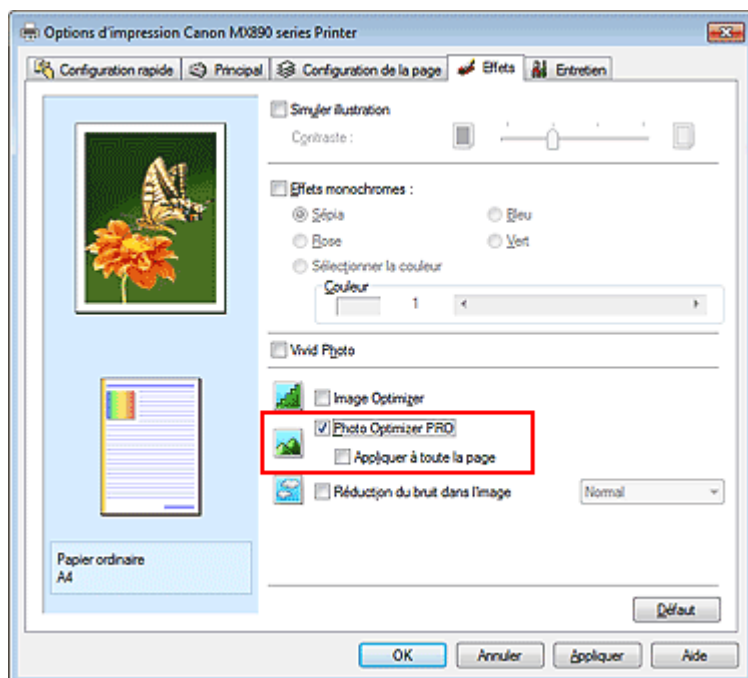 Options d'impression Canon MX890 series Printer
Configuration rapide Principal Configuration de la page Effets Entretien
Simuler illustration
Contraste :
Effets monochromes :
Sépia Bleu
Rose Vert
Sélectionner la couleur
Couleur
1
Vivid Photo
Image Optimizer
Photo Optimizer PRO
Appliquer à toute la page
Réduction du bruit dans l'image Normal
Papier ordinaire
A4
Défaut
OK Annuler Appliquer Aide